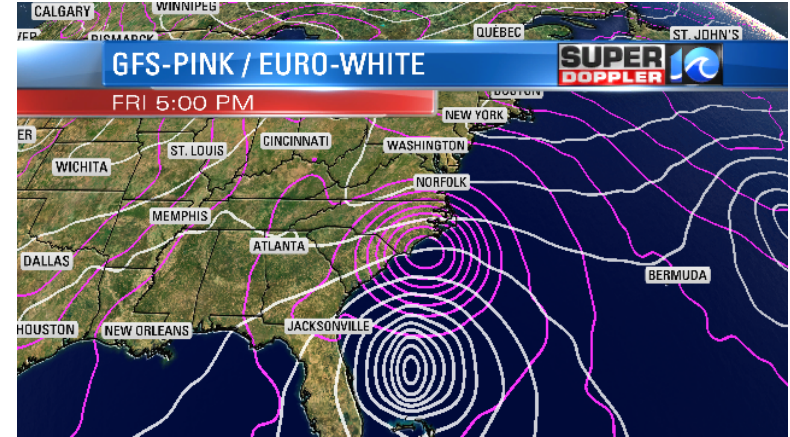 CALGARY
WINNIPEG
BISMARCK
QUÉBEC
ST. JOHN'S
GFS-PINK / EURO-WHITE
SUPER
DOPPLER 10
FRI 5:00 PM
BOSTON
NEW YORK
WICHITA
ST. LOUIS
CINCINNATI
WASHINGTON
NORFOLK
MEMPHIS
ATLANTA
DALLAS
BERMUDA
HOUSTON
NEW ORLEANS
JACKSONVILLE